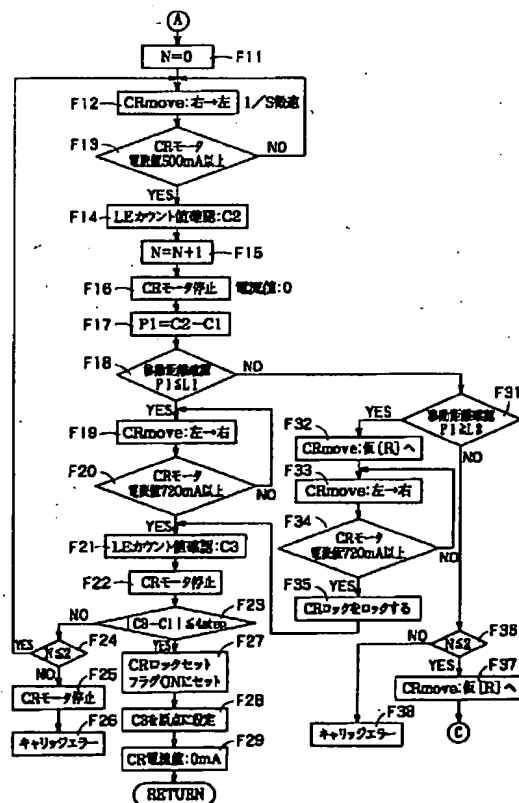 A
N=0
F11
F12
CRmove:右→左
F13
CRモータ
電流値500mA以上
NO
YES
F14
LEカウント値確認:C2
N=N+1
F15
F16
CRモータ停止
電流値:0
F17
P1=C2-C1
F18
移動距離確認
P1≦L1
NO
YES
F19
CRmove:左→右
F20
CRモータ
電流値720mA以上
NO
YES
F21
LEカウント値確認:C3
F22
CRモータ停止
F23
|C3-C1|≦4step
NO
YES
F24
N≦2
YES
NO
F25
CRモータ停止
F26
キャリッジエラー
F27
CRロックセット
フラグONにセット
F28
C3を原点に設定
F29
CR電流値:0mA
RETURN
F31
移動距離確認
YES
NO
F32
CRmove:仮[R]へ
F33
CRmove:左→右
F34
CRモータ
電流値720mA以上
NO
YES
F35
CRロックをロックする
F36
N≦2
NO
YES
F37
CRmove:仮[R]へ
F38
キャリッジエラー
C